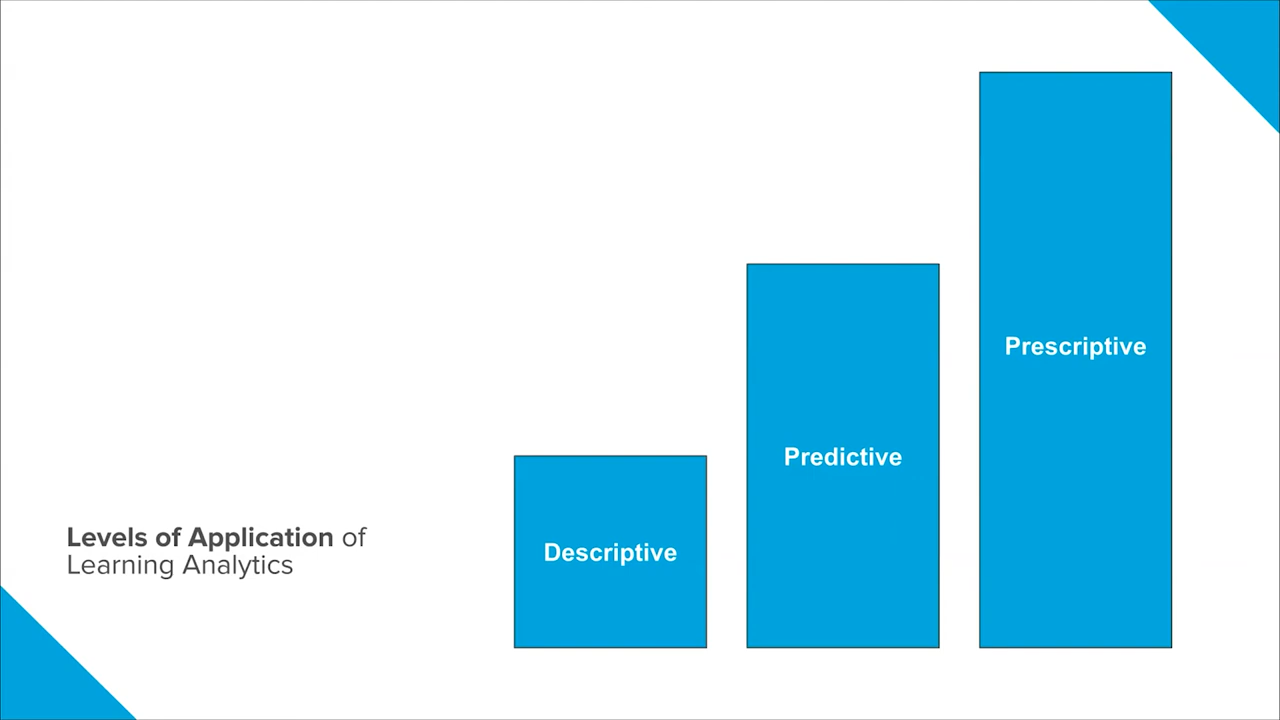 Levels of Application of
Learning Analytics
Descriptive
Predictive
Prescriptive